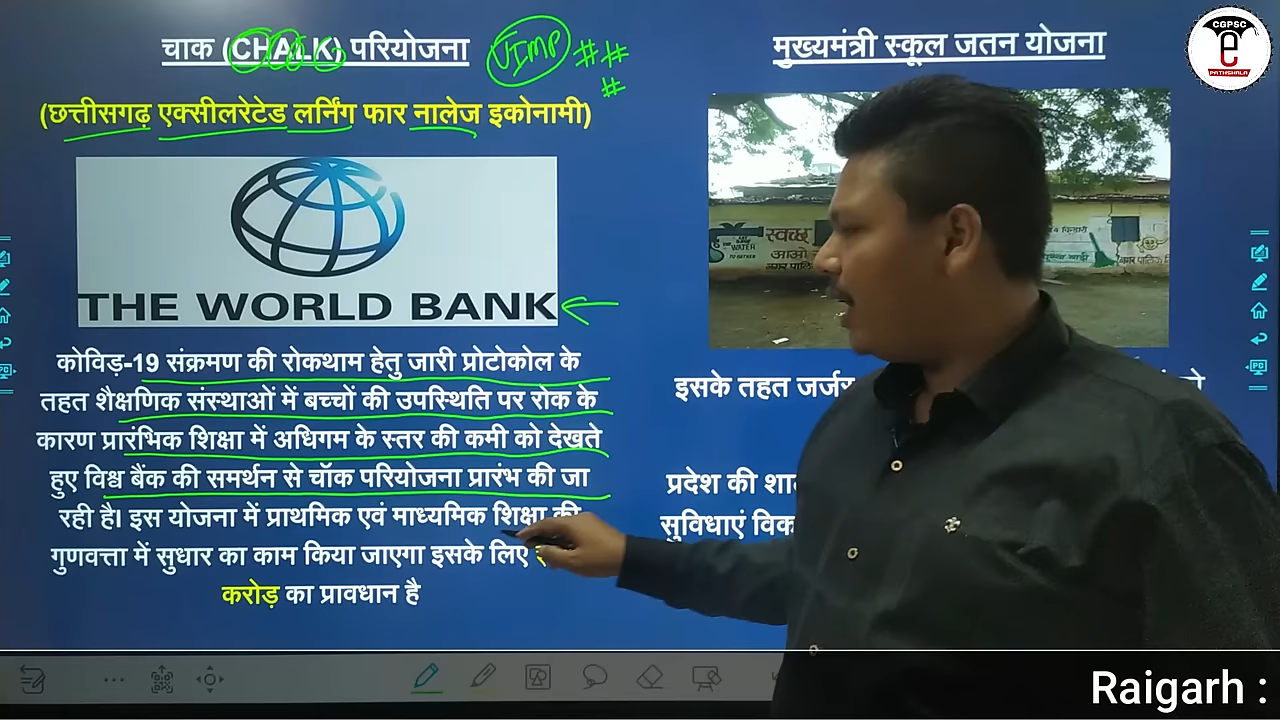 चाक (CHALK) परियोजना
VIMP # # #
(छत्तीसगढ़ एक्सीलरेटेड लर्निंग फार नालेज इकोनामी)
THE WORLD BANK
कोविड़-19 संक्रमण की रोकथाम हेतु जारी प्रोटोकोल के
तहत शैक्षणिक संस्थाओं में बच्चों की उपस्थिति पर रोक के
कारण प्रारंभिक शिक्षा में अधिगम के स्तर की कमी को देखते
हुए विश्व बैंक की समर्थन से चॉक परियोजना प्रारंभ की जा
रही है। इस योजना में प्राथमिक एवं माध्यमिक शिक्षा की
गुणवत्ता में सुधार का काम किया जाएगा इसके लिए
करोड़ का प्रावधान है
मुख्यमंत्री स्कूल जतन योजना
स्वच्छ
आओ
WATER
इसके तहत
प्रदेश की
सुविधाएं
CGPSC
e
PATHSHALA
Raigarh :